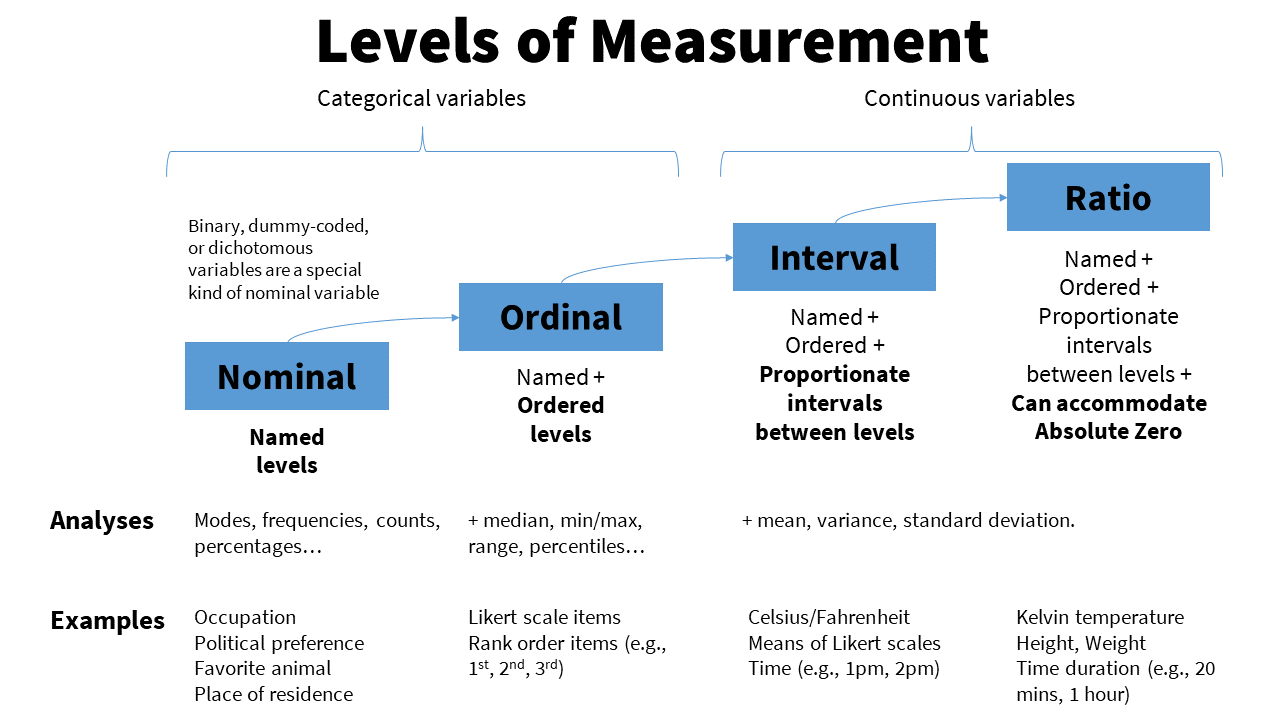 Levels of Measurement
Categorical variables
Continuous variables
Binary, dummy-coded,
or dichotomous
variables are a special
kind of nominal variable
Nominal
Named
levels
Ordinal
Named +
Ordered
levels
Interval
Named +
Ordered +
Proportionate
intervals
between levels
Ratio
Named +
Ordered +
Proportionate
intervals
between levels +
Can accommodate
Absolute Zero
Analyses
Modes, frequencies, counts,
percentages…
+ median, min/max,
range, percentiles…
+ mean, variance, standard deviation.
Examples
Occupation
Political preference
Favorite animal
Place of residence
Likert scale items
Rank order items (e.g.,
1st, 2nd, 3rd)
Celsius/Fahrenheit
Means of Likert scales
Time (e.g., 1pm, 2pm)
Kelvin temperature
Height, Weight
Time duration (e.g., 20
mins, 1 hour)